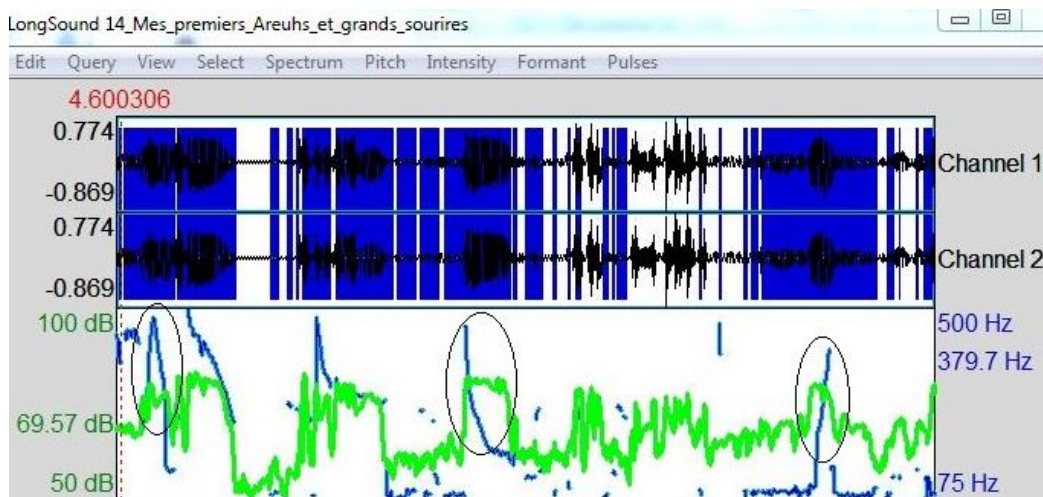 LongSound 14_Mes_premiers_Areuhs_et_grands_sourires
Edit Query View Select Spectrum Pitch Intensity Formant Pulses
4.600306
0.774
-0.869
Channel 1
0.774
-0.869
Channel 2
100 dB
500 Hz
379.7 Hz
69.57 dB
50 dB
75 Hz